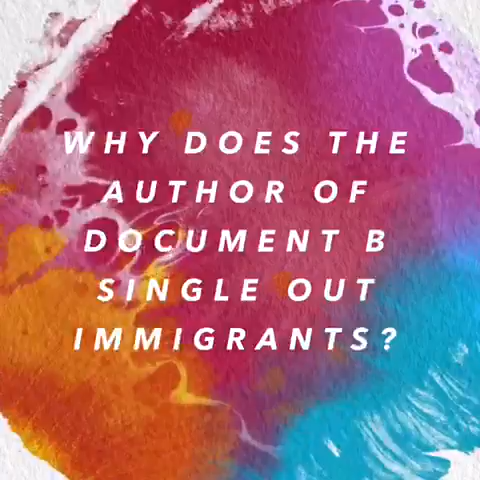 WHY DOES THE
AUTHOR OF
DOCUMENT B
SINGLE OUT
IMMIGRANTS?